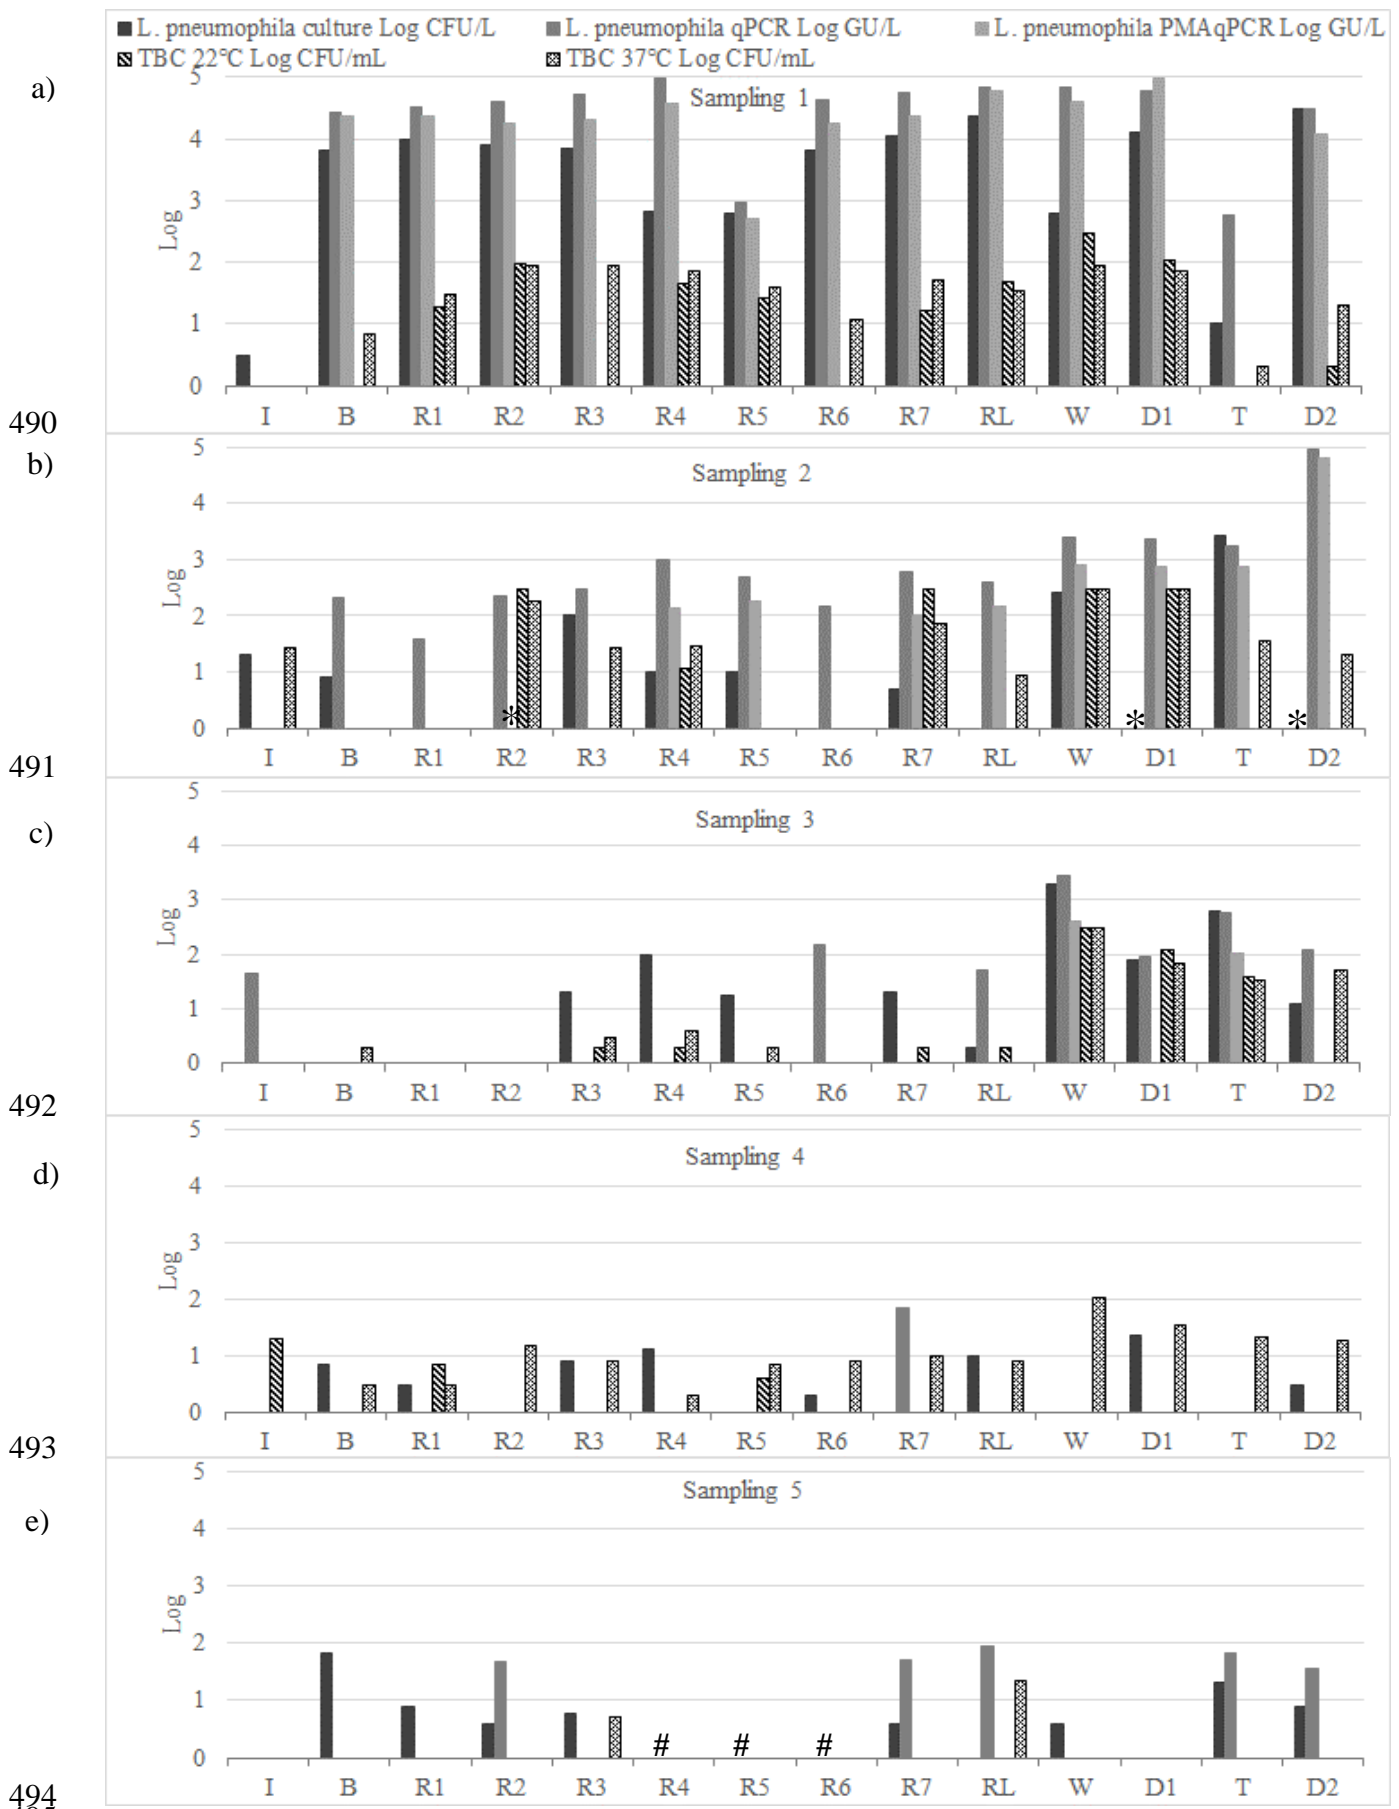 ■ L. pneumophila culture Log CFU/L ■ L. pneumophila qPCR Log GU/L ■ L. pneumophila PMAqPCR Log GU/L
TBC 22°C Log CFU/mL TBC 37°C Log CFU/mL
a)
Sampling 1
Log
5
4
3
2
1
0
I B R1 R2 R3 R4 R5 R6 R7 RL W D1 T D2
490
b)
Sampling 2
Log
5
4
3
2
1
0
* * *
I B R1 R2 R3 R4 R5 R6 R7 RL W D1 T D2
491
c)
Sampling 3
Log
5
4
3
2
1
0
I B R1 R2 R3 R4 R5 R6 R7 RL W D1 T D2
492
d)
Sampling 4
Log
5
4
3
2
1
0
I B R1 R2 R3 R4 R5 R6 R7 RL W D1 T D2
493
e)
Sampling 5
Log
5
4
3
2
1
0
# # #
I B R1 R2 R3 R4 R5 R6 R7 RL W D1 T D2
494